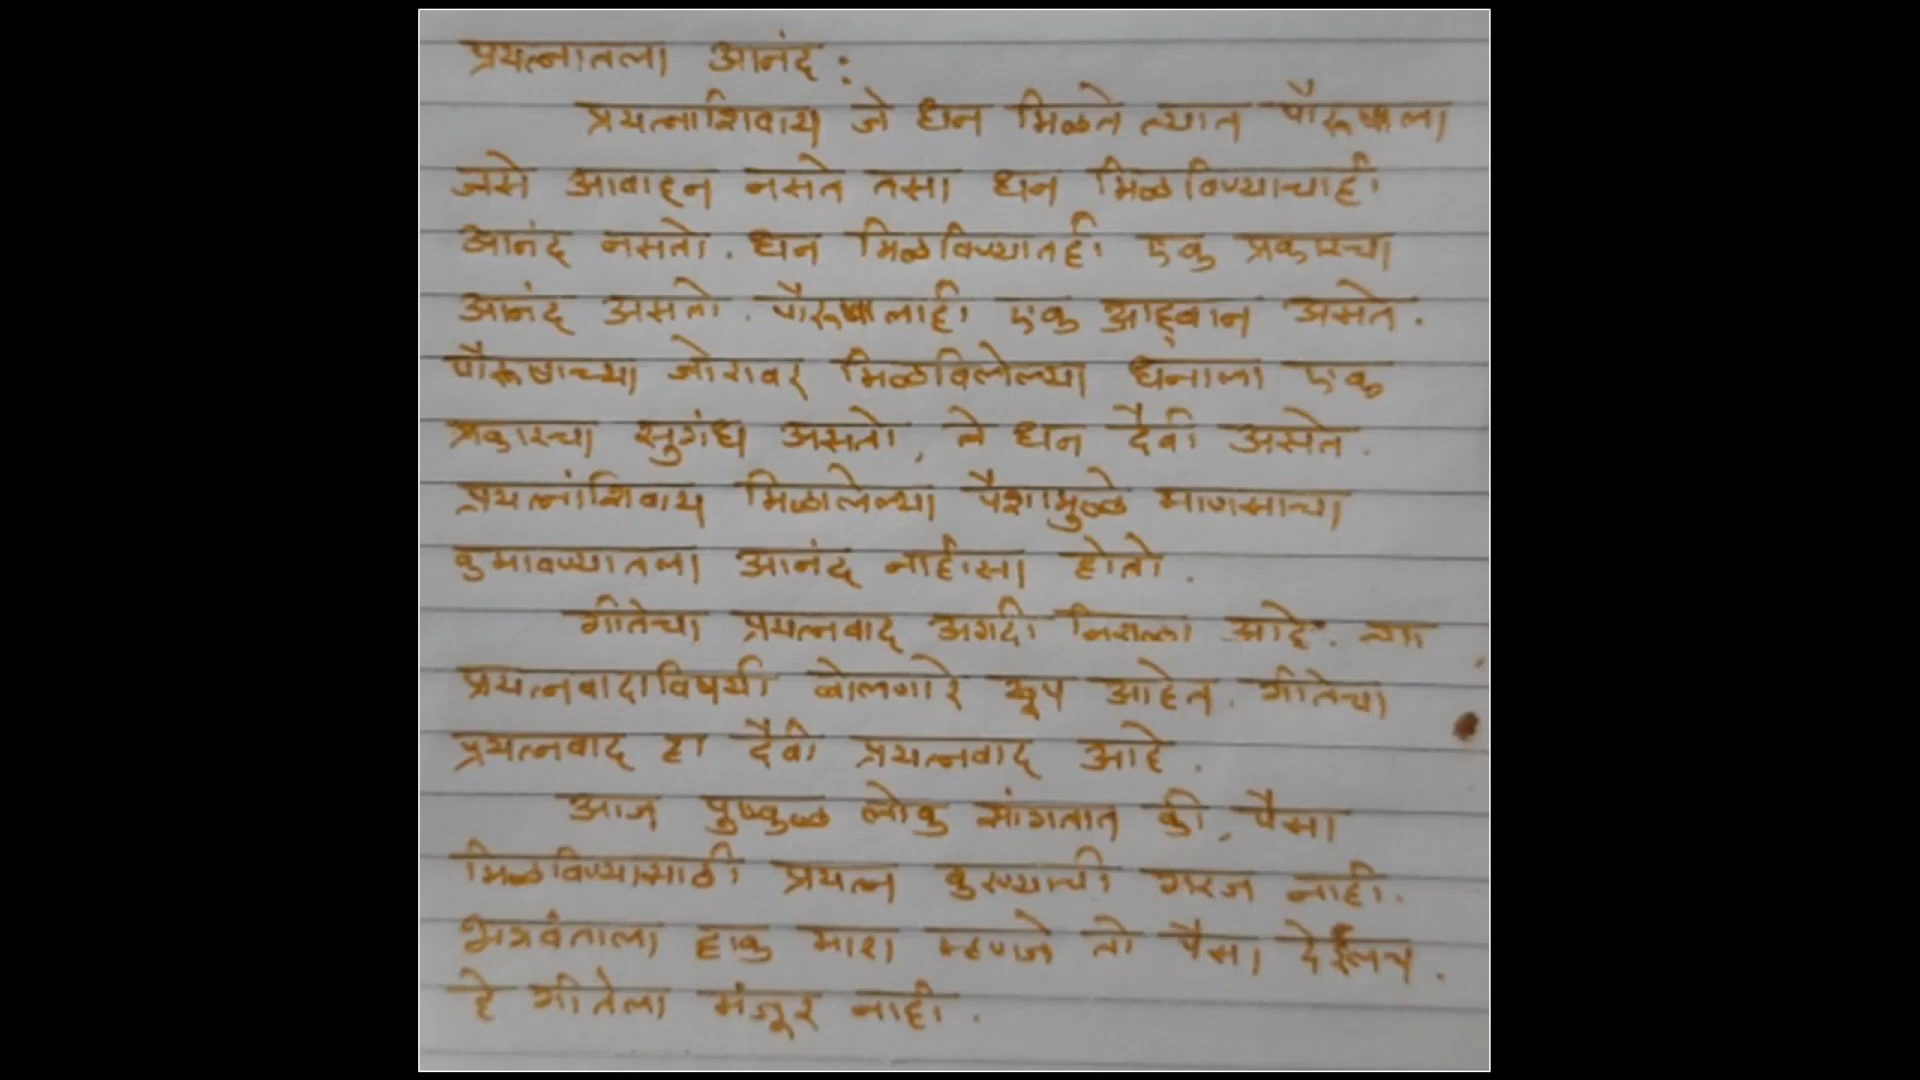 प्रयत्नातला आनंद :
प्रयत्नाशिवाय जे धन मिळते त्यात पौरूषाला
जसे आवाहन नसते तसा धन मिळविण्याचाही
आनंद नसतो. धन मिळविण्यातही एक प्रकारचा
आनंद असतो. पौरूषालाही एक आह्वान असते.
पौरूषाच्या जोरावर मिळविलेल्या धनाला एक
प्रकारचा सुगंध असतो, ते धन दैवी असते.
प्रयत्नांशिवाय मिळालेल्या पैशामुळे माणसाचा
कमावण्यातला आनंद नाहीसा होतो.
गीतेचा प्रयत्नवाद अगदी निराळा आहे. त्या
प्रयत्नवादाविषयी बोलणारे खूप आहेत. गीतेचा
प्रयत्नवाद हा दैवी प्रयत्नवाद आहे.
आज पुष्कळ लोक सांगतात की, पैसा
मिळविण्यासाठी प्रयत्न करण्याची गरज नाही.
भगवंताला हाक मारा म्हणजे तो पैसा देईलच.
हे गीतेला मंजूर नाही.